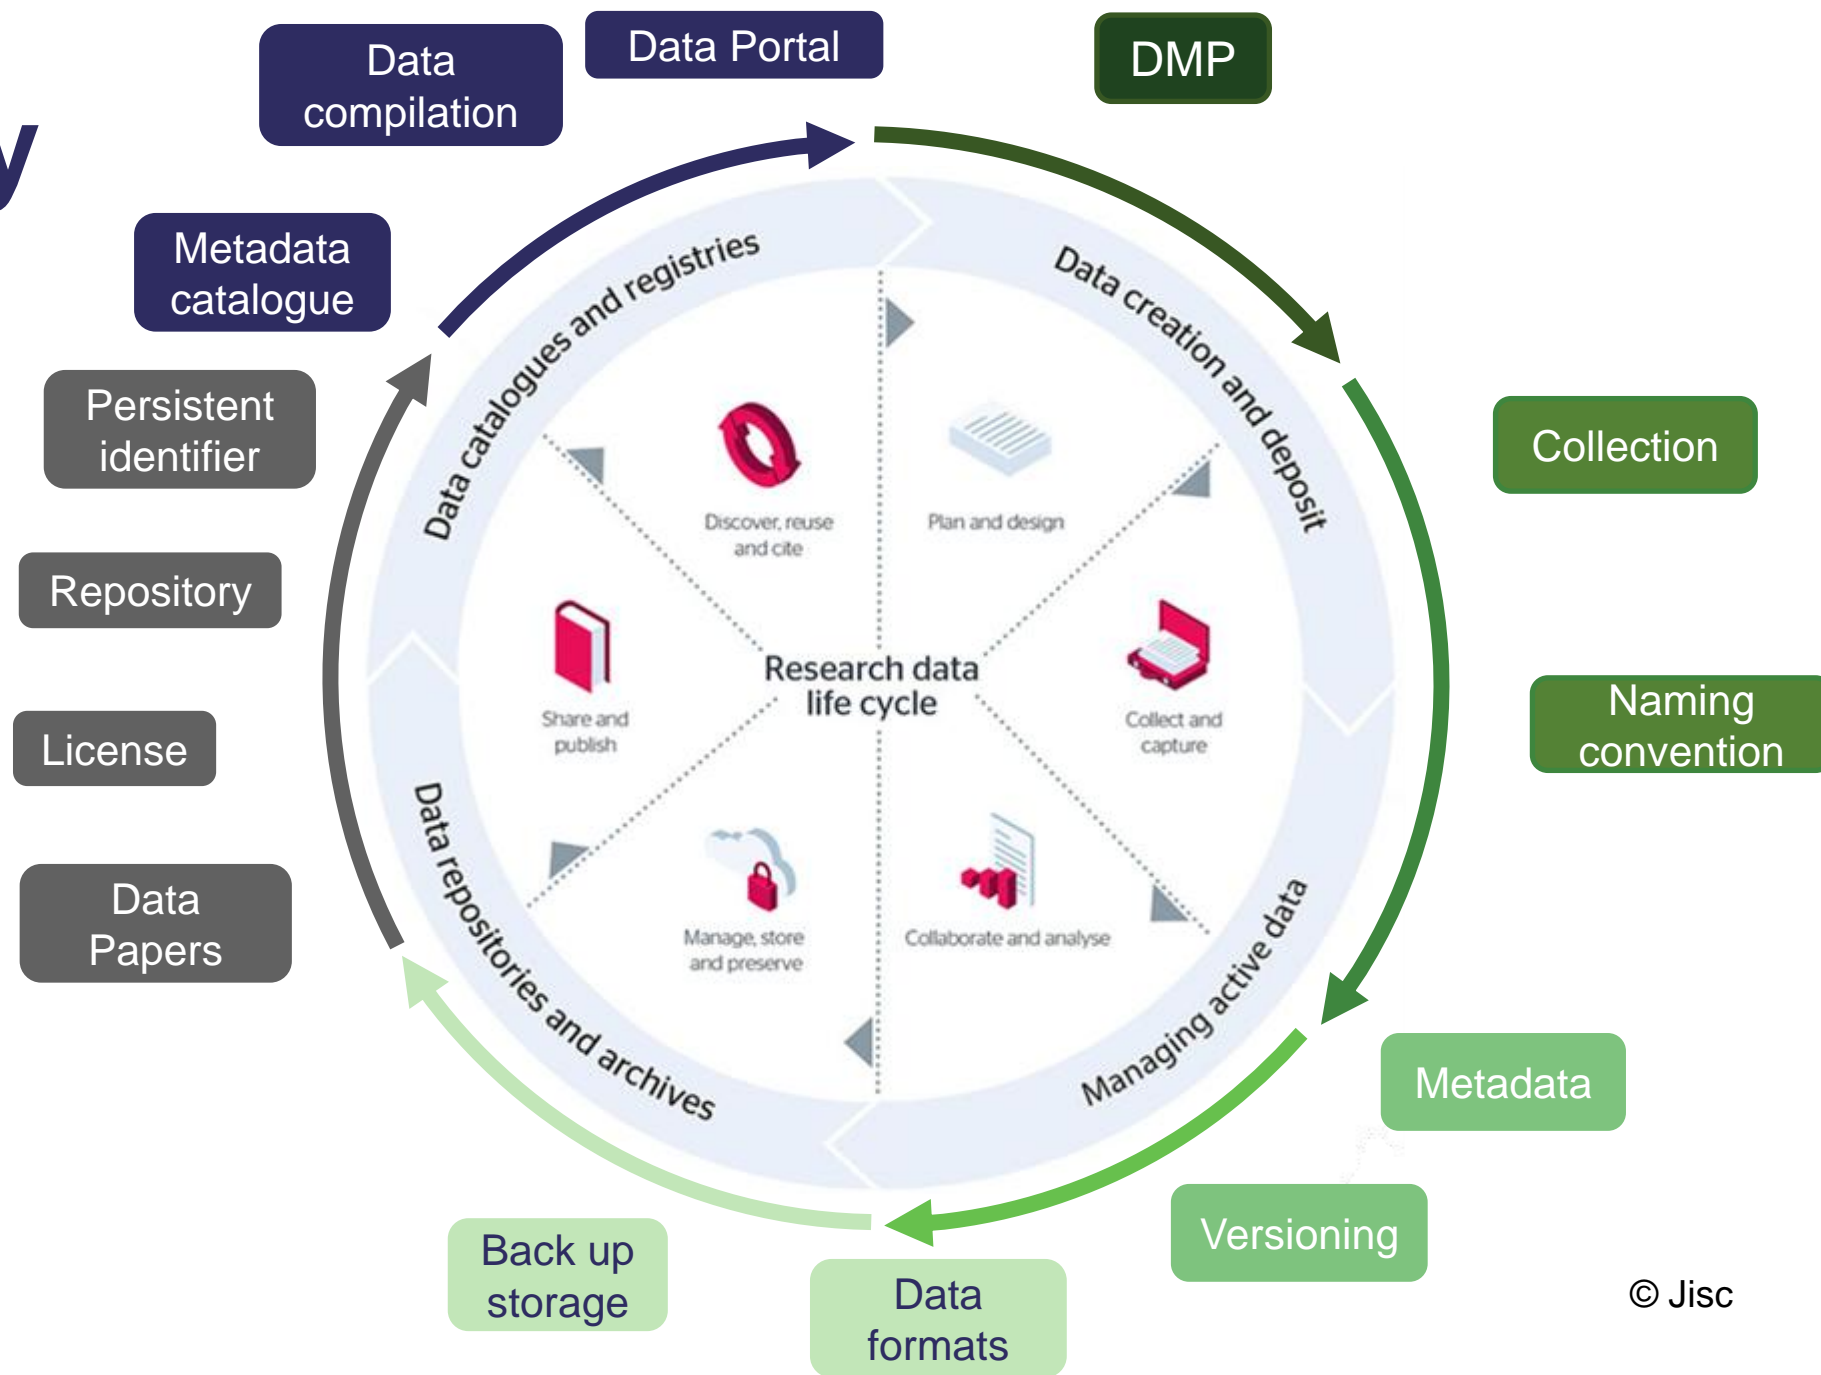 y
Data
compilation
Data Portal
DMP
Metadata
catalogue
Persistent
identifier
Repository
License
Data
Papers
Collection
Naming
convention
Metadata
Versioning
Data
formats
Back up
storage
Data catalogues and registries
Data creation and deposit
Managing active data
Data repositories and archives
Discover, reuse
and cite
Plan and design
Share and
publish
Research data
life cycle
Collect and
capture
Manage, store
and preserve
Collaborate and analyse
© Jisc